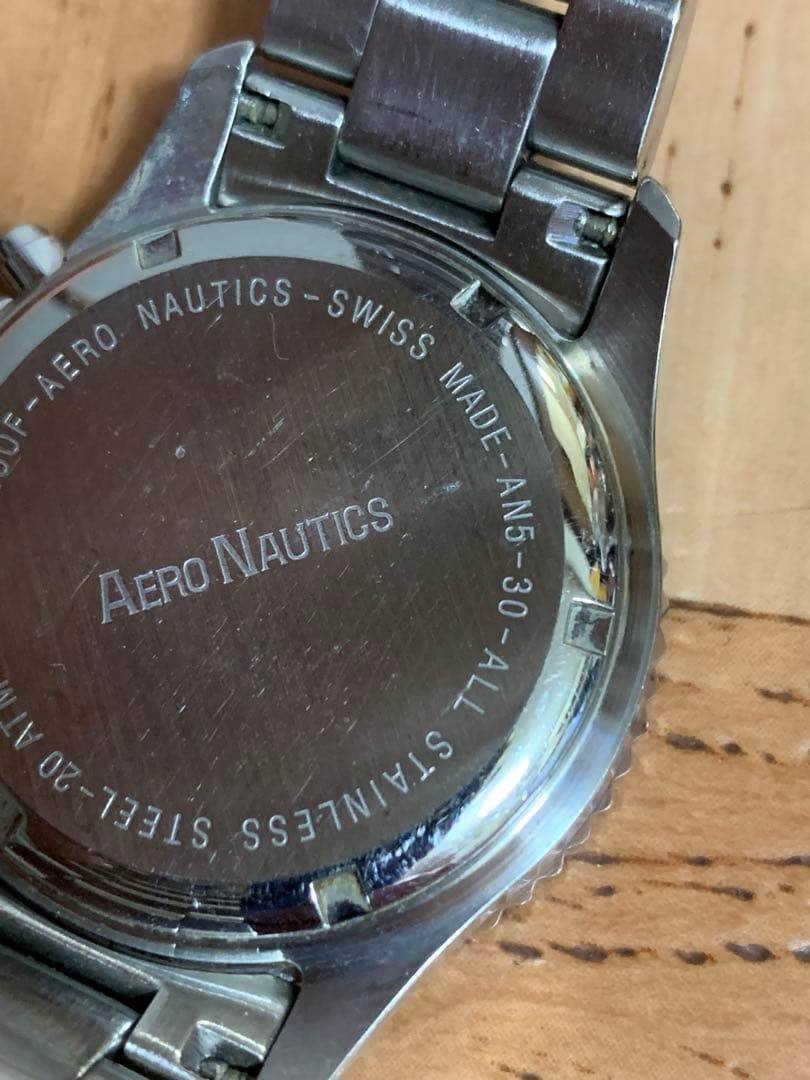 AERO NAUTICS-SWISS MADE-AN5-30-ALL STAINLESS STEEL-20 ATM
AERO NAUTICS